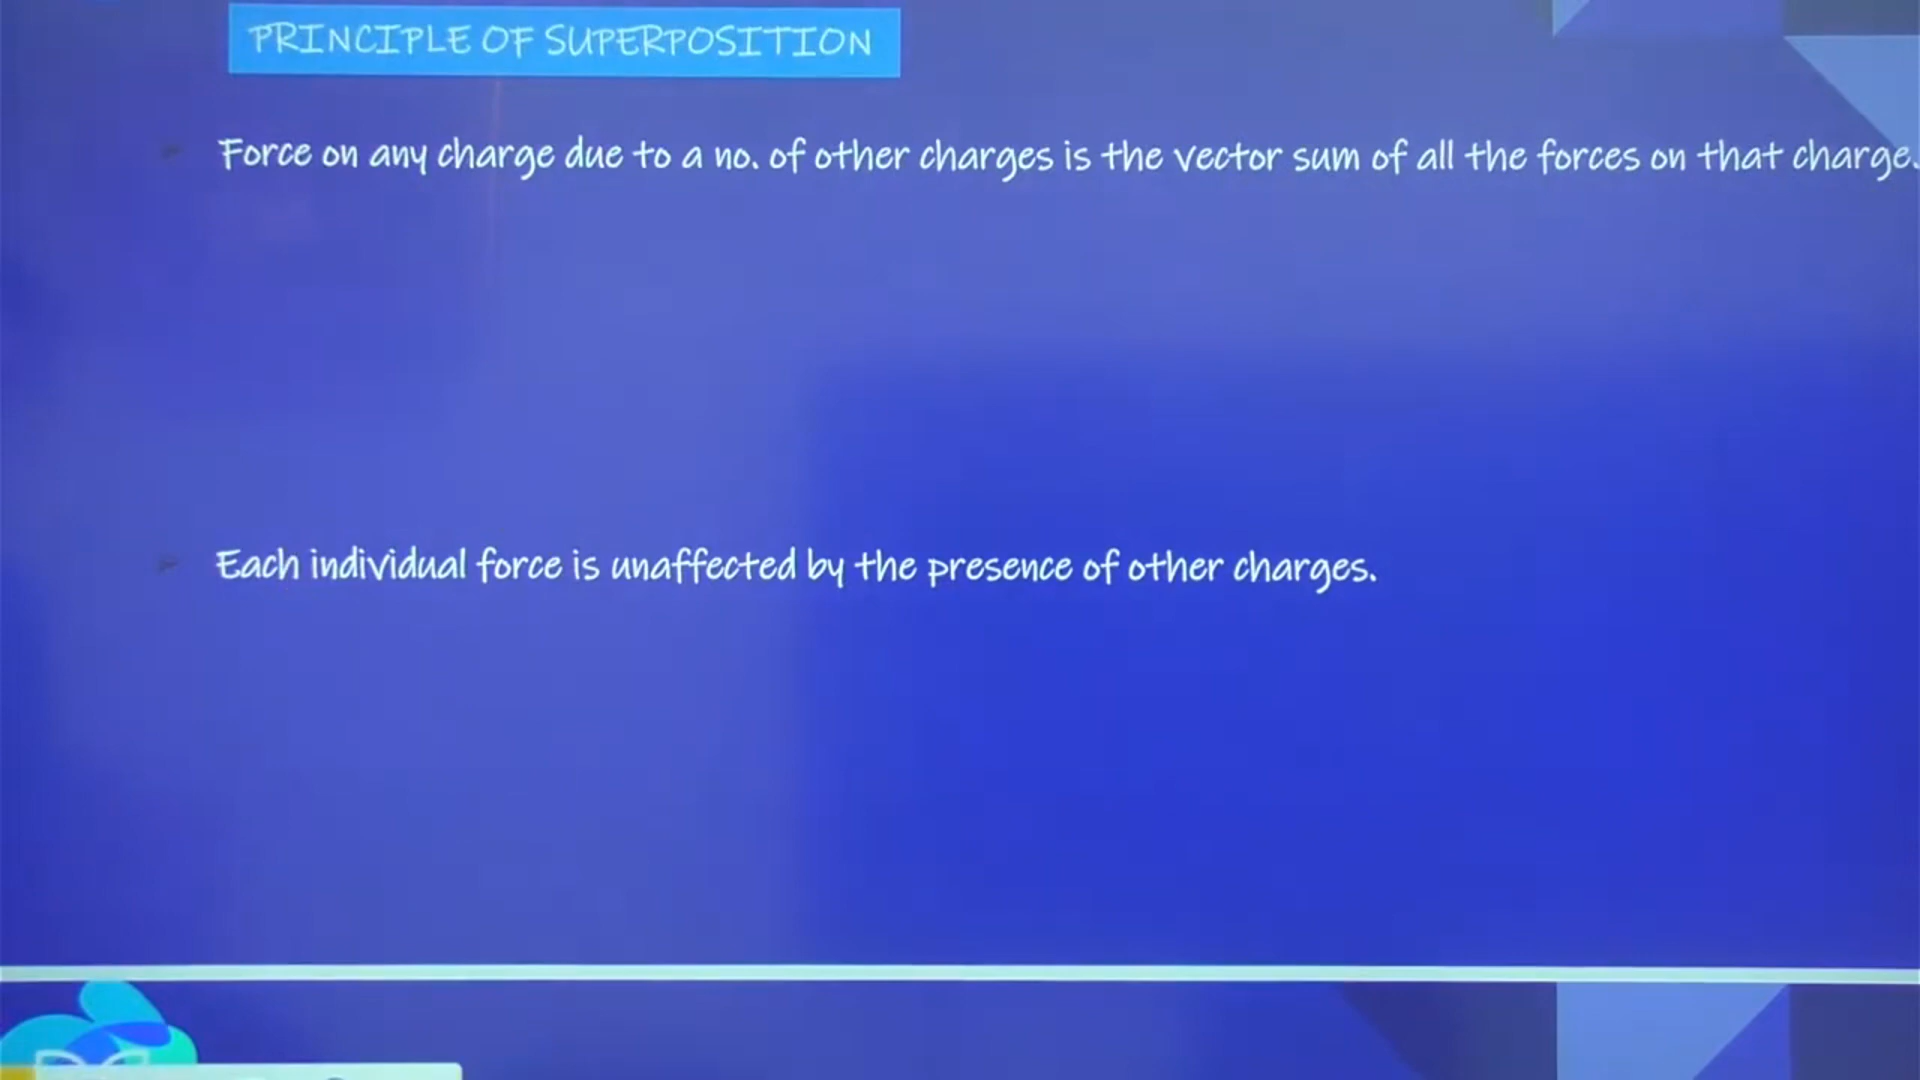 PRINCIPLE OF SUPERPOSITION
Force on any charge due to a no. of other charges is the vector sum of all the forces on that charge.
Each individual force is unaffected by the presence of other charges.